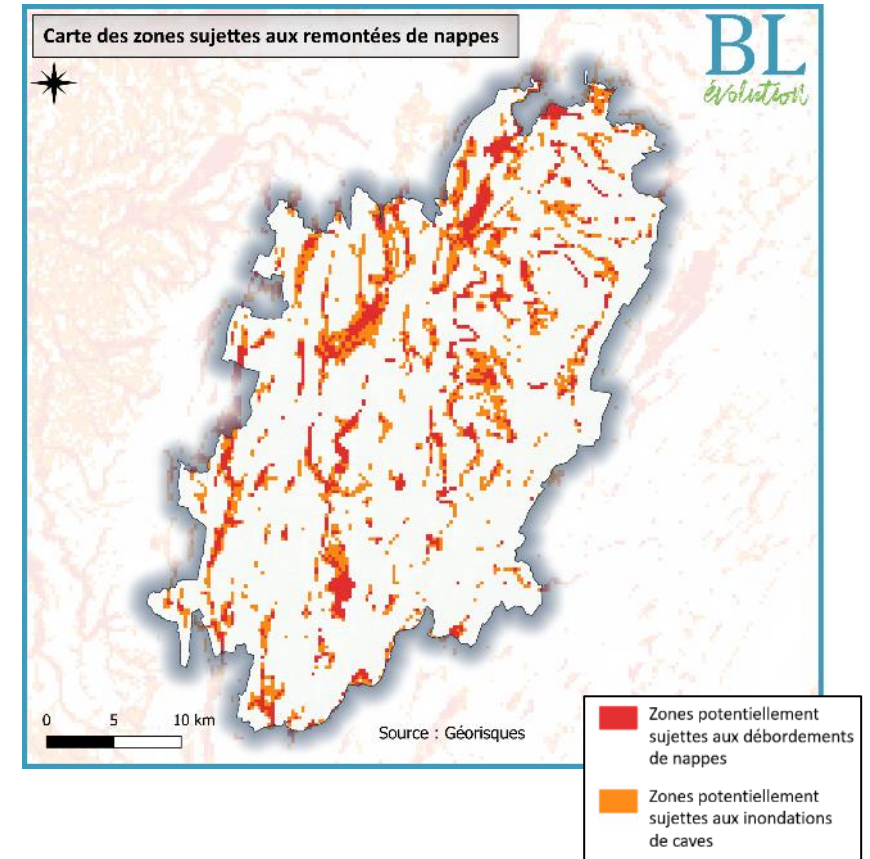 Carte des zones sujettes aux remontées de nappes
BL
évolution
0 5 10 km
Source : Géorisques
Zones potentiellement
sujettes aux débordements
de nappes
Zones potentiellement
sujettes aux inondations
de caves